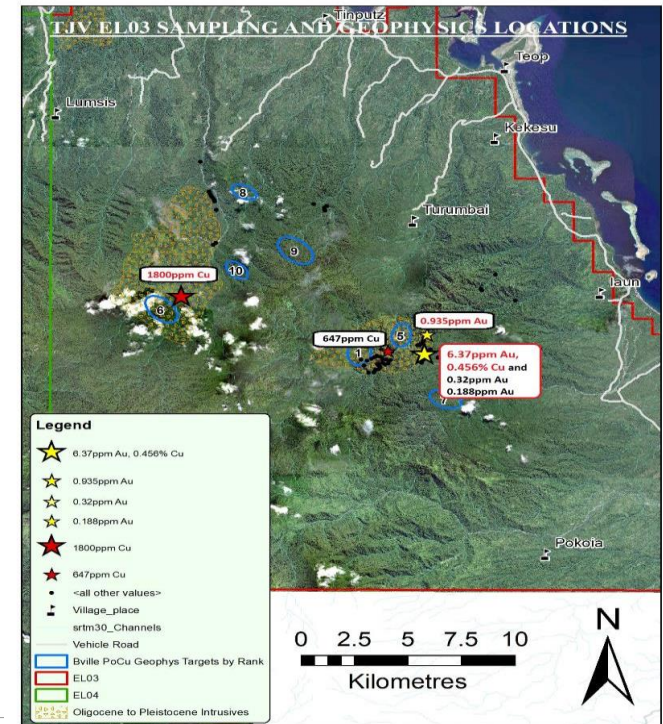 TJV EL03 SAMPLING AND GEOPHYSICS LOCATIONS
Tinputz
Teop
Lumsis
Kekesu
8
Turumbai
9
10
1800ppm Cu
Iaun
6
0.935ppm Au
647ppm Cu
5
1
6.37ppm Au,
0.456% Cu and
0.32ppm Au
0.188ppm Au
7
Legend
6.37ppm Au, 0.456% Cu
0.935ppm Au
0.32ppm Au
0.188ppm Au
1800ppm Cu
647ppm Cu
<all other values>
Village_place
srtm30_Channels
Vehicle Road
Bville PoCu Geophys Targets by Rank
EL03
EL04
Oligocene to Pleistocene Intrusives
Pokoia
N
0 2.5 5 7.5 10
Kilometres